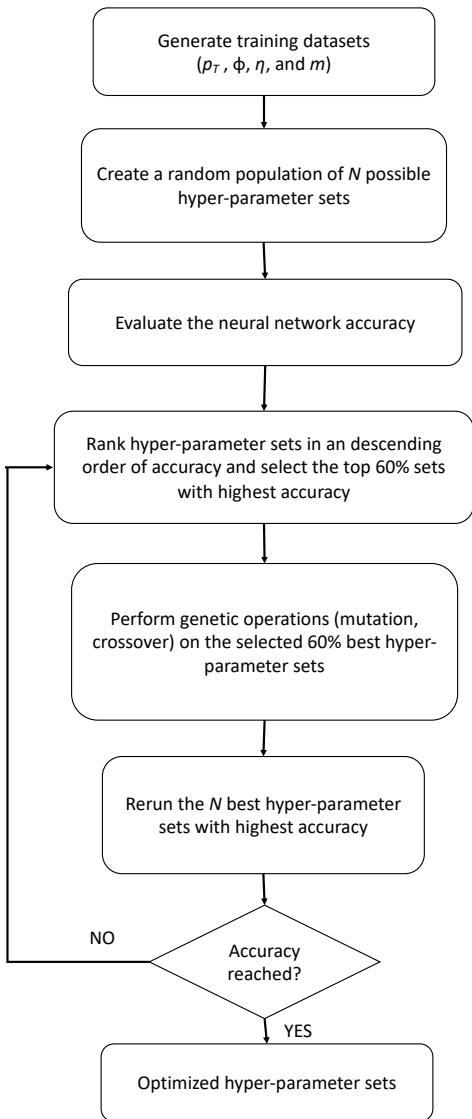 Generate training datasets
(p_T , ϕ, η, and m)
Create a random population of N possible
hyper-parameter sets
Evaluate the neural network accuracy
Rank hyper-parameter sets in an descending
order of accuracy and select the top 60% sets
with highest accuracy
Perform genetic operations (mutation,
crossover) on the selected 60% best hyper-
parameter sets
Rerun the N best hyper-parameter
sets with highest accuracy
NO
Accuracy
reached?
YES
Optimized hyper-parameter sets